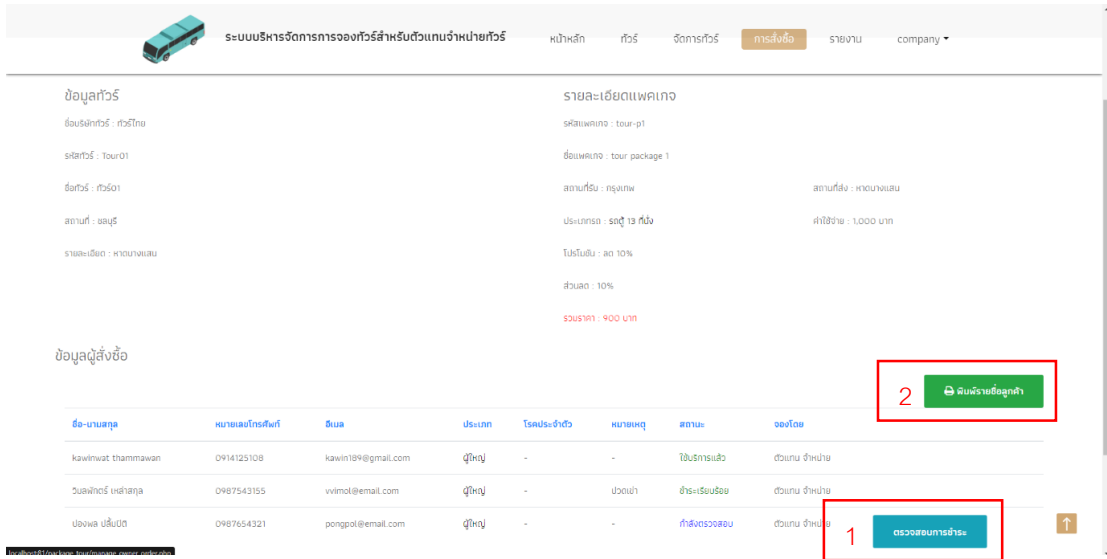 ระบบบริหารจัดการการจองทัวร์สำหรับตัวแทนจำหน่ายทัวร์ หน้าหลัก ทัวร์ จัดการทัวร์ การสั่งซื้อ รายงาน company
ข้อมูลทัวร์ รายละเอียดแพคเกจ
ชื่อบริษัททัวร์ : ทัวร์ไทย รหัสแพคเกจ : tour-p1
รหัสทัวร์ : Tour01 ชื่อแพคเกจ : tour package 1
ชื่อทัวร์ : ทัวร์01 สถานที่รับ : กรุงเทพ สถานที่ส่ง : หาดบางแสน
สถานที่ : ชลบุรี ประเภทรถ : รถตู้ 13 ที่นั่ง ค่าใช้จ่าย : 1,000 บาท
รายละเอียด : หาดบางแสน โปรโมชัน : ลด 10%
ส่วนลด : 10%
รวมราคา : 900 บาท
ข้อมูลผู้สั่งซื้อ
2 พิมพ์รายชื่อลูกค้า
ชื่อ-นามสกุล หมายเลขโทรศัพท์ อีเมล ประเภท โรคประจำตัว หมายเหตุ สถานะ จองโดย
kawinwat thammawan 0914125108 kawin189@gmail.com ผู้ใหญ่ - - ใช้บริการแล้ว ตัวแทน จำหน่าย
วิมลพักตร์ เหล่าสกุล 0987543155 vvimol@email.com ผู้ใหญ่ - ปวดเข่า ชำระเรียบร้อย ตัวแทน จำหน่าย
ปองพล ปลื้มปิติ 0987654321 pongpol@email.com ผู้ใหญ่ - - กำลังตรวจสอบ ตัวแทน จำหน่าย
1 ตรวจสอบการชำระ
localhost:81/package_tour/manage_owner_order.php